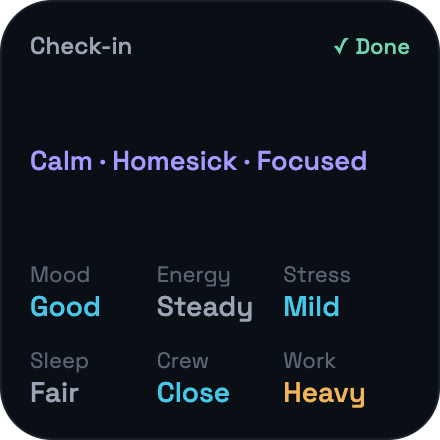 Check-in ✓ Done
Calm · Homesick · Focused
Mood Energy Stress
Good Steady Mild
Sleep Crew Work
Fair Close Heavy